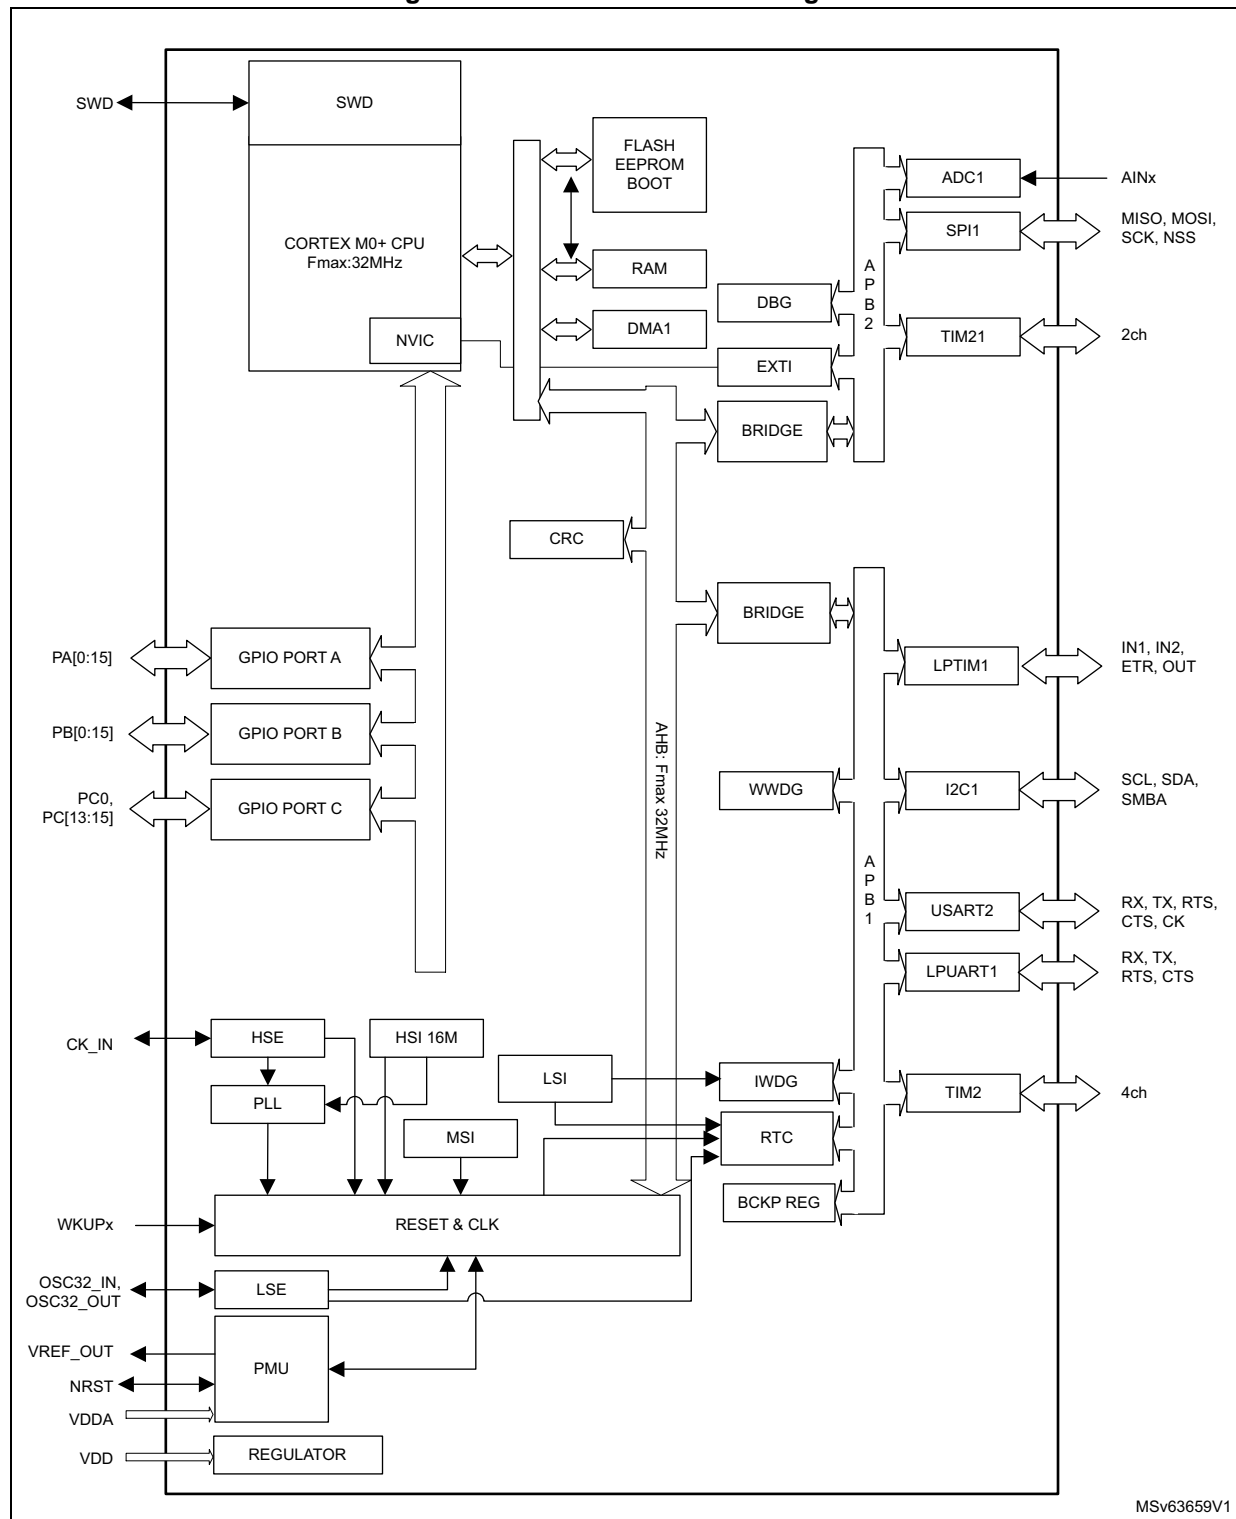 SWD
SWD
CORTEX M0+ CPU
Fmax:32MHz
NVIC
FLASH
EEPROM
BOOT
RAM
DMA1
DBG
EXTI
BRIDGE
APB2
ADC1
AINx
SPI1
MISO, MOSI,
SCK, NSS
TIM21
2ch
CRC
BRIDGE
AHB: Fmax 32MHz
PA[0:15]
GPIO PORT A
PB[0:15]
GPIO PORT B
PC0,
PC[13:15]
GPIO PORT C
LPTIM1
IN1, IN2,
ETR, OUT
WWDG
I2C1
SCL, SDA,
SMBA
APB1
USART2
RX, TX, RTS,
CTS, CK
LPUART1
RX, TX,
RTS, CTS
CK_IN
HSE
HSI 16M
PLL
LSI
IWDG
TIM2
4ch
MSI
RTC
BCKP REG
WKUPx
RESET & CLK
OSC32_IN,
OSC32_OUT
LSE
VREF_OUT
PMU
NRST
VDDA
VDD
REGULATOR
MSv63659V1